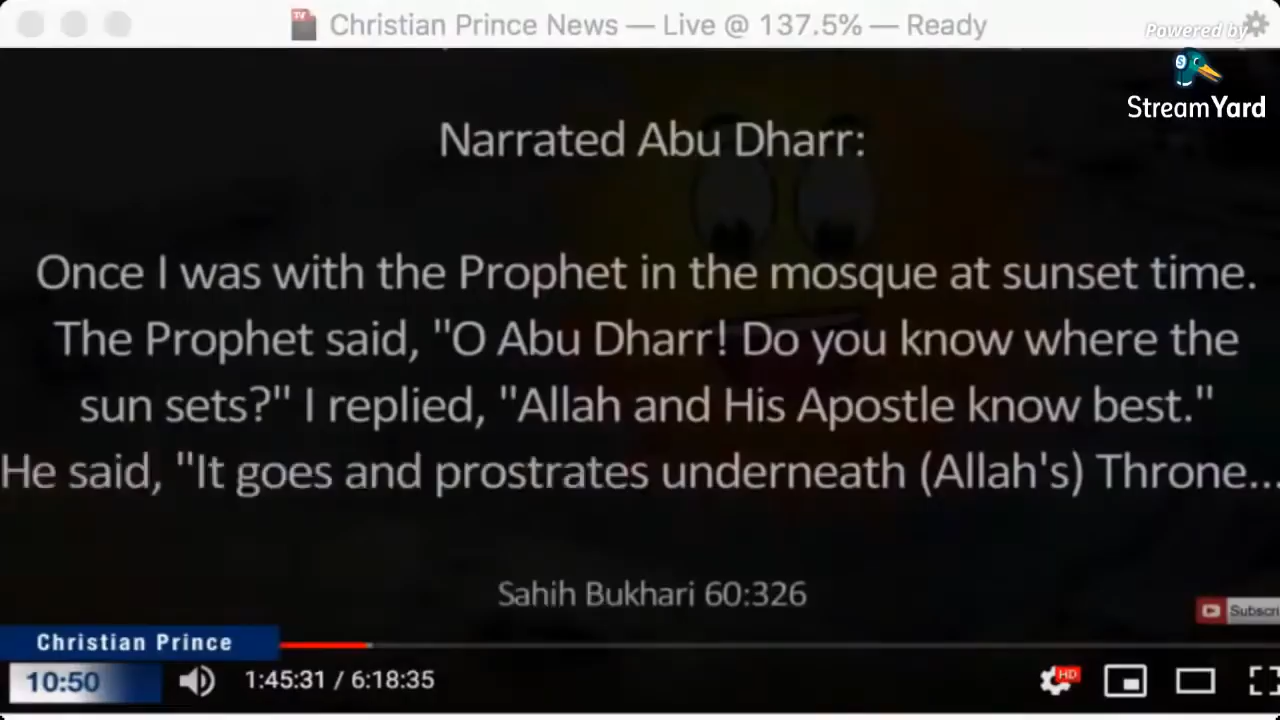 Christian Prince News — Live @ 137.5% — Ready
Powered by
StreamYard
Narrated Abu Dharr:
Once I was with the Prophet in the mosque at sunset time.
The Prophet said, "O Abu Dharr! Do you know where the
sun sets?" I replied, "Allah and His Apostle know best."
He said, "It goes and prostrates underneath (Allah's) Throne...
Sahih Bukhari 60:326
Subscri
Christian Prince
10:50
1:45:31 / 6:18:35
HD